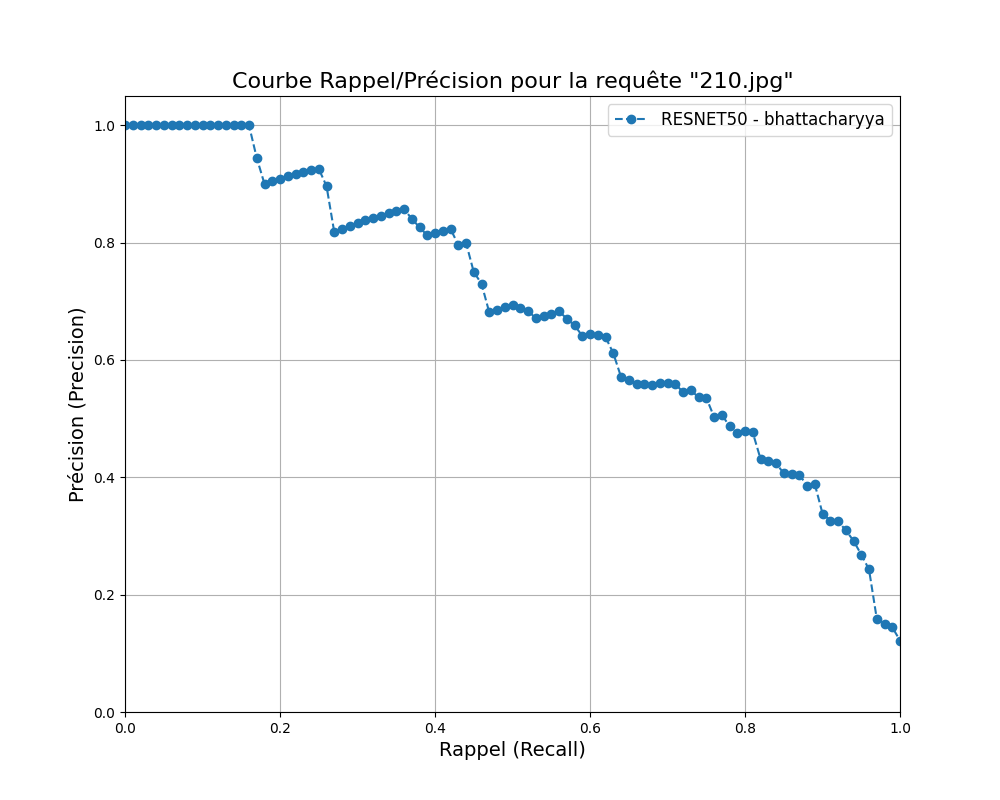 Courbe Rappel/Précision pour la requête "210.jpg"
RESNET50 - bhattacharyya
Précision (Precision)
1.0
0.8
0.6
0.4
0.2
0.0
0.0 0.2 0.4 0.6 0.8 1.0
Rappel (Recall)